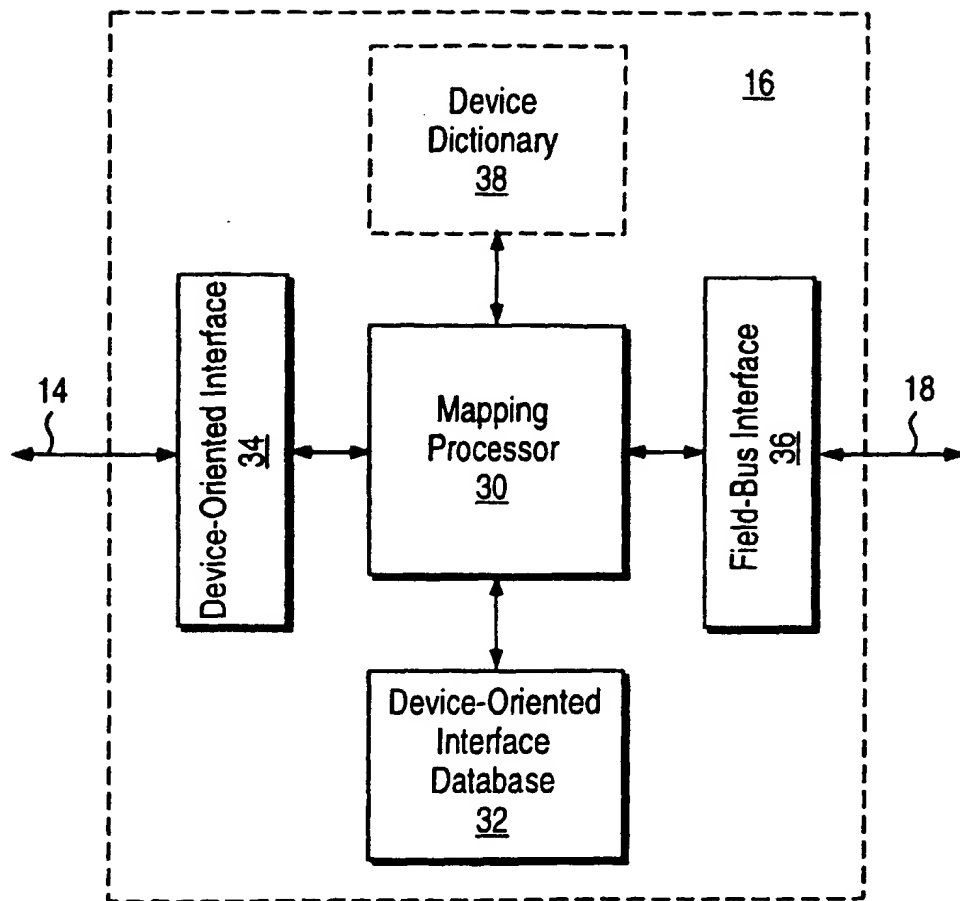 16
Device
Dictionary
38
14
Device-Oriented Interface
34
Mapping
Processor
30
Field-Bus Interface
36
18
Device-Oriented
Interface
Database
32